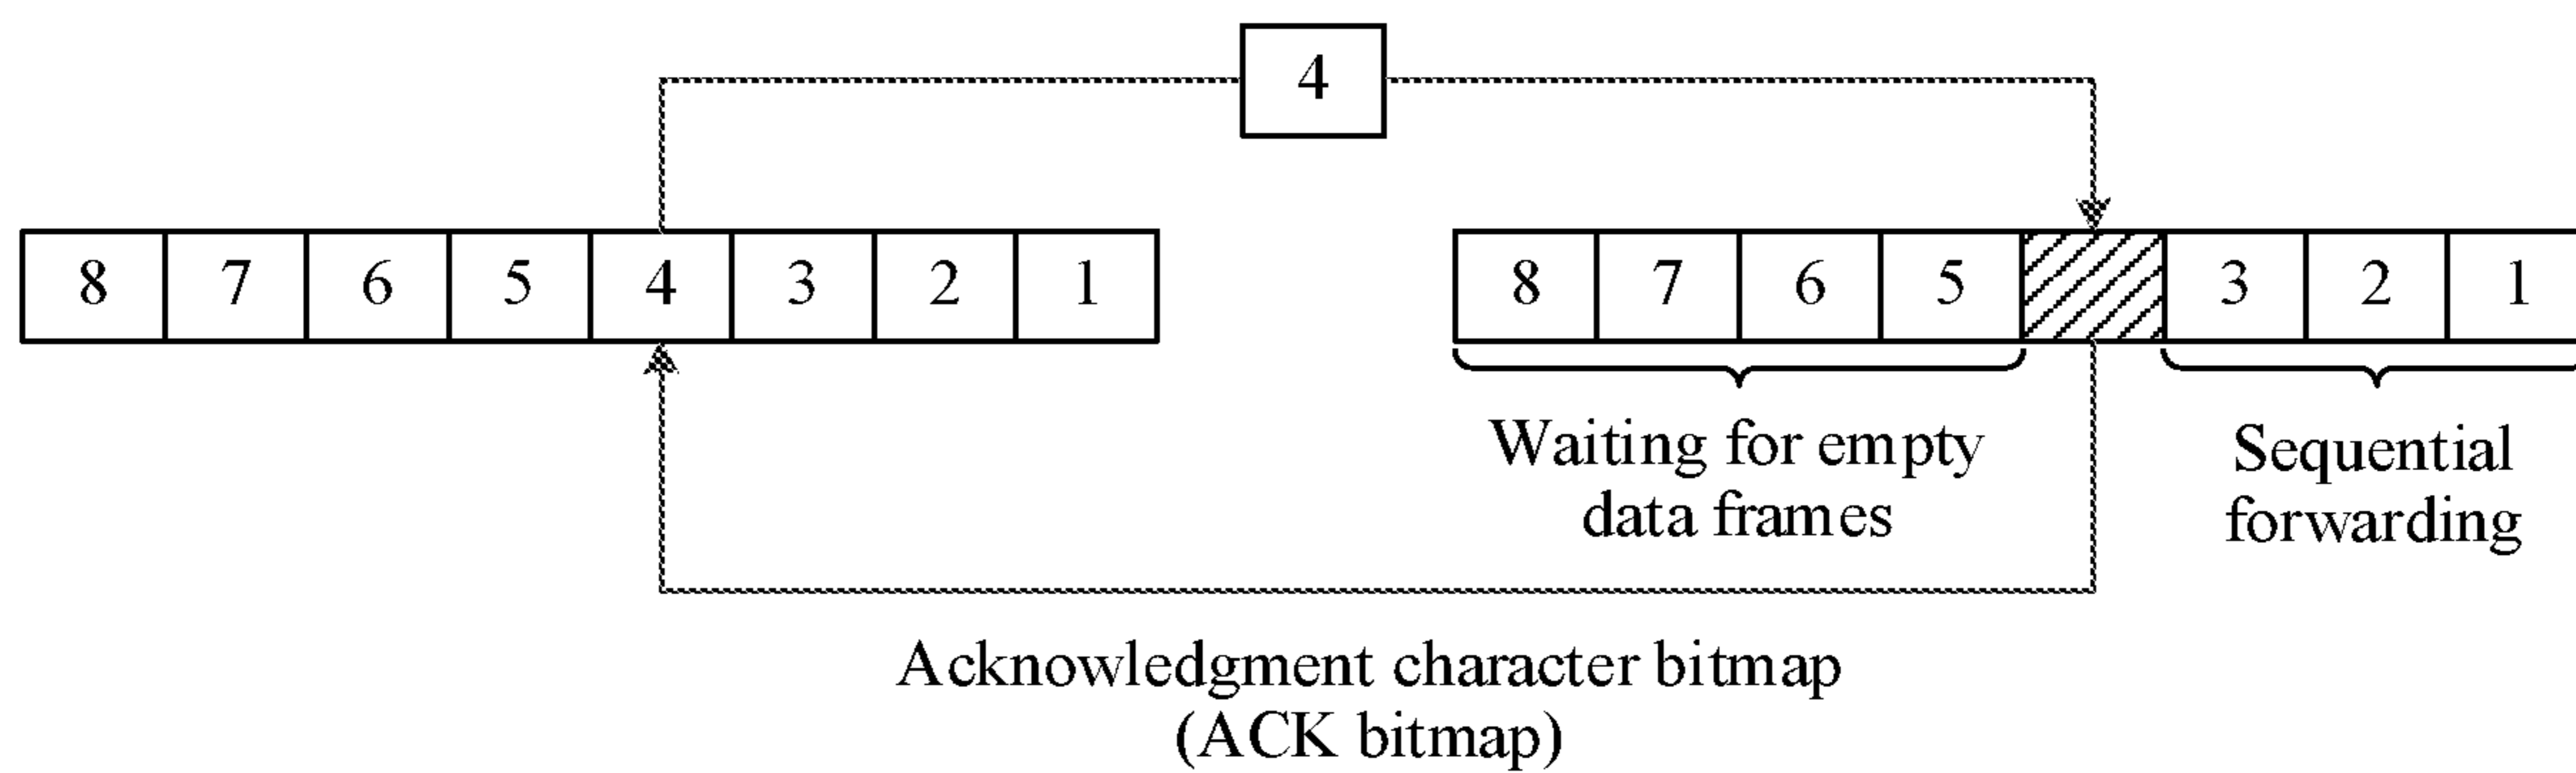 4
8 7 6 5 4 3 2 1
8 7 6 5 3 2 1
Waiting for empty
data frames
Sequential
forwarding
Acknowledgment character bitmap
(ACK bitmap)